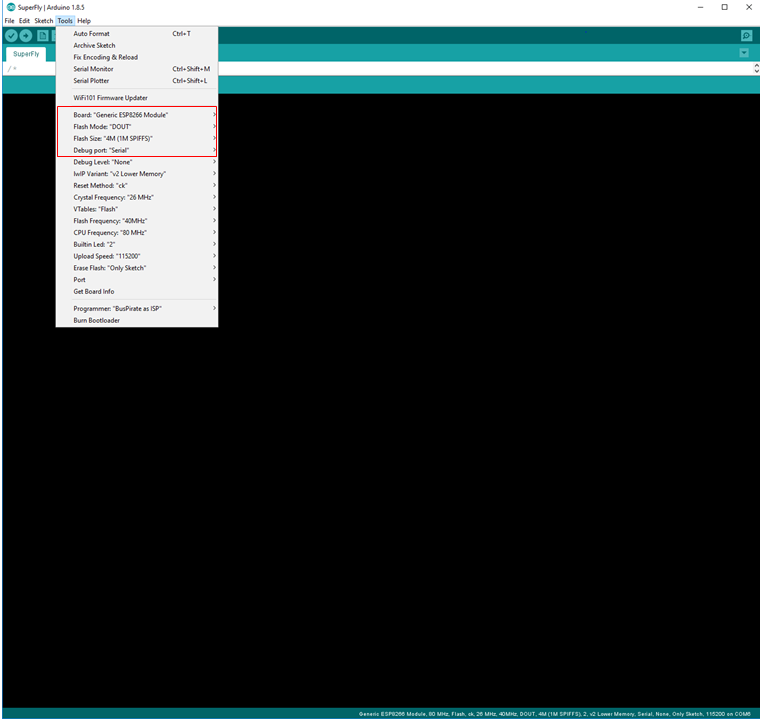 SuperFly | Arduino 1.8.5
File Edit Sketch Tools Help
SuperFly
/*
Auto Format Ctrl+T
Archive Sketch
Fix Encoding & Reload
Serial Monitor Ctrl+Shift+M
Serial Plotter Ctrl+Shift+L
WiFi101 Firmware Updater
Board: "Generic ESP8266 Module"
Flash Mode: "DOUT"
Flash Size: "4M (1M SPIFFS)"
Debug port: "Serial"
Debug Level: "None"
lwIP Variant: "v2 Lower Memory"
Reset Method: "ck"
Crystal Frequency: "26 MHz"
VTables: "Flash"
Flash Frequency: "40MHz"
CPU Frequency: "80 MHz"
Builtin Led: "2"
Upload Speed: "115200"
Erase Flash: "Only Sketch"
Port
Get Board Info
Programmer: "BusPirate as ISP"
Burn Bootloader
Generic ESP8266 Module, 80 MHz, Flash, ck, 26 MHz, 40MHz, DOUT, 4M (1M SPIFFS), 2, v2 Lower Memory, Serial, None, Only Sketch, 115200 on COM6